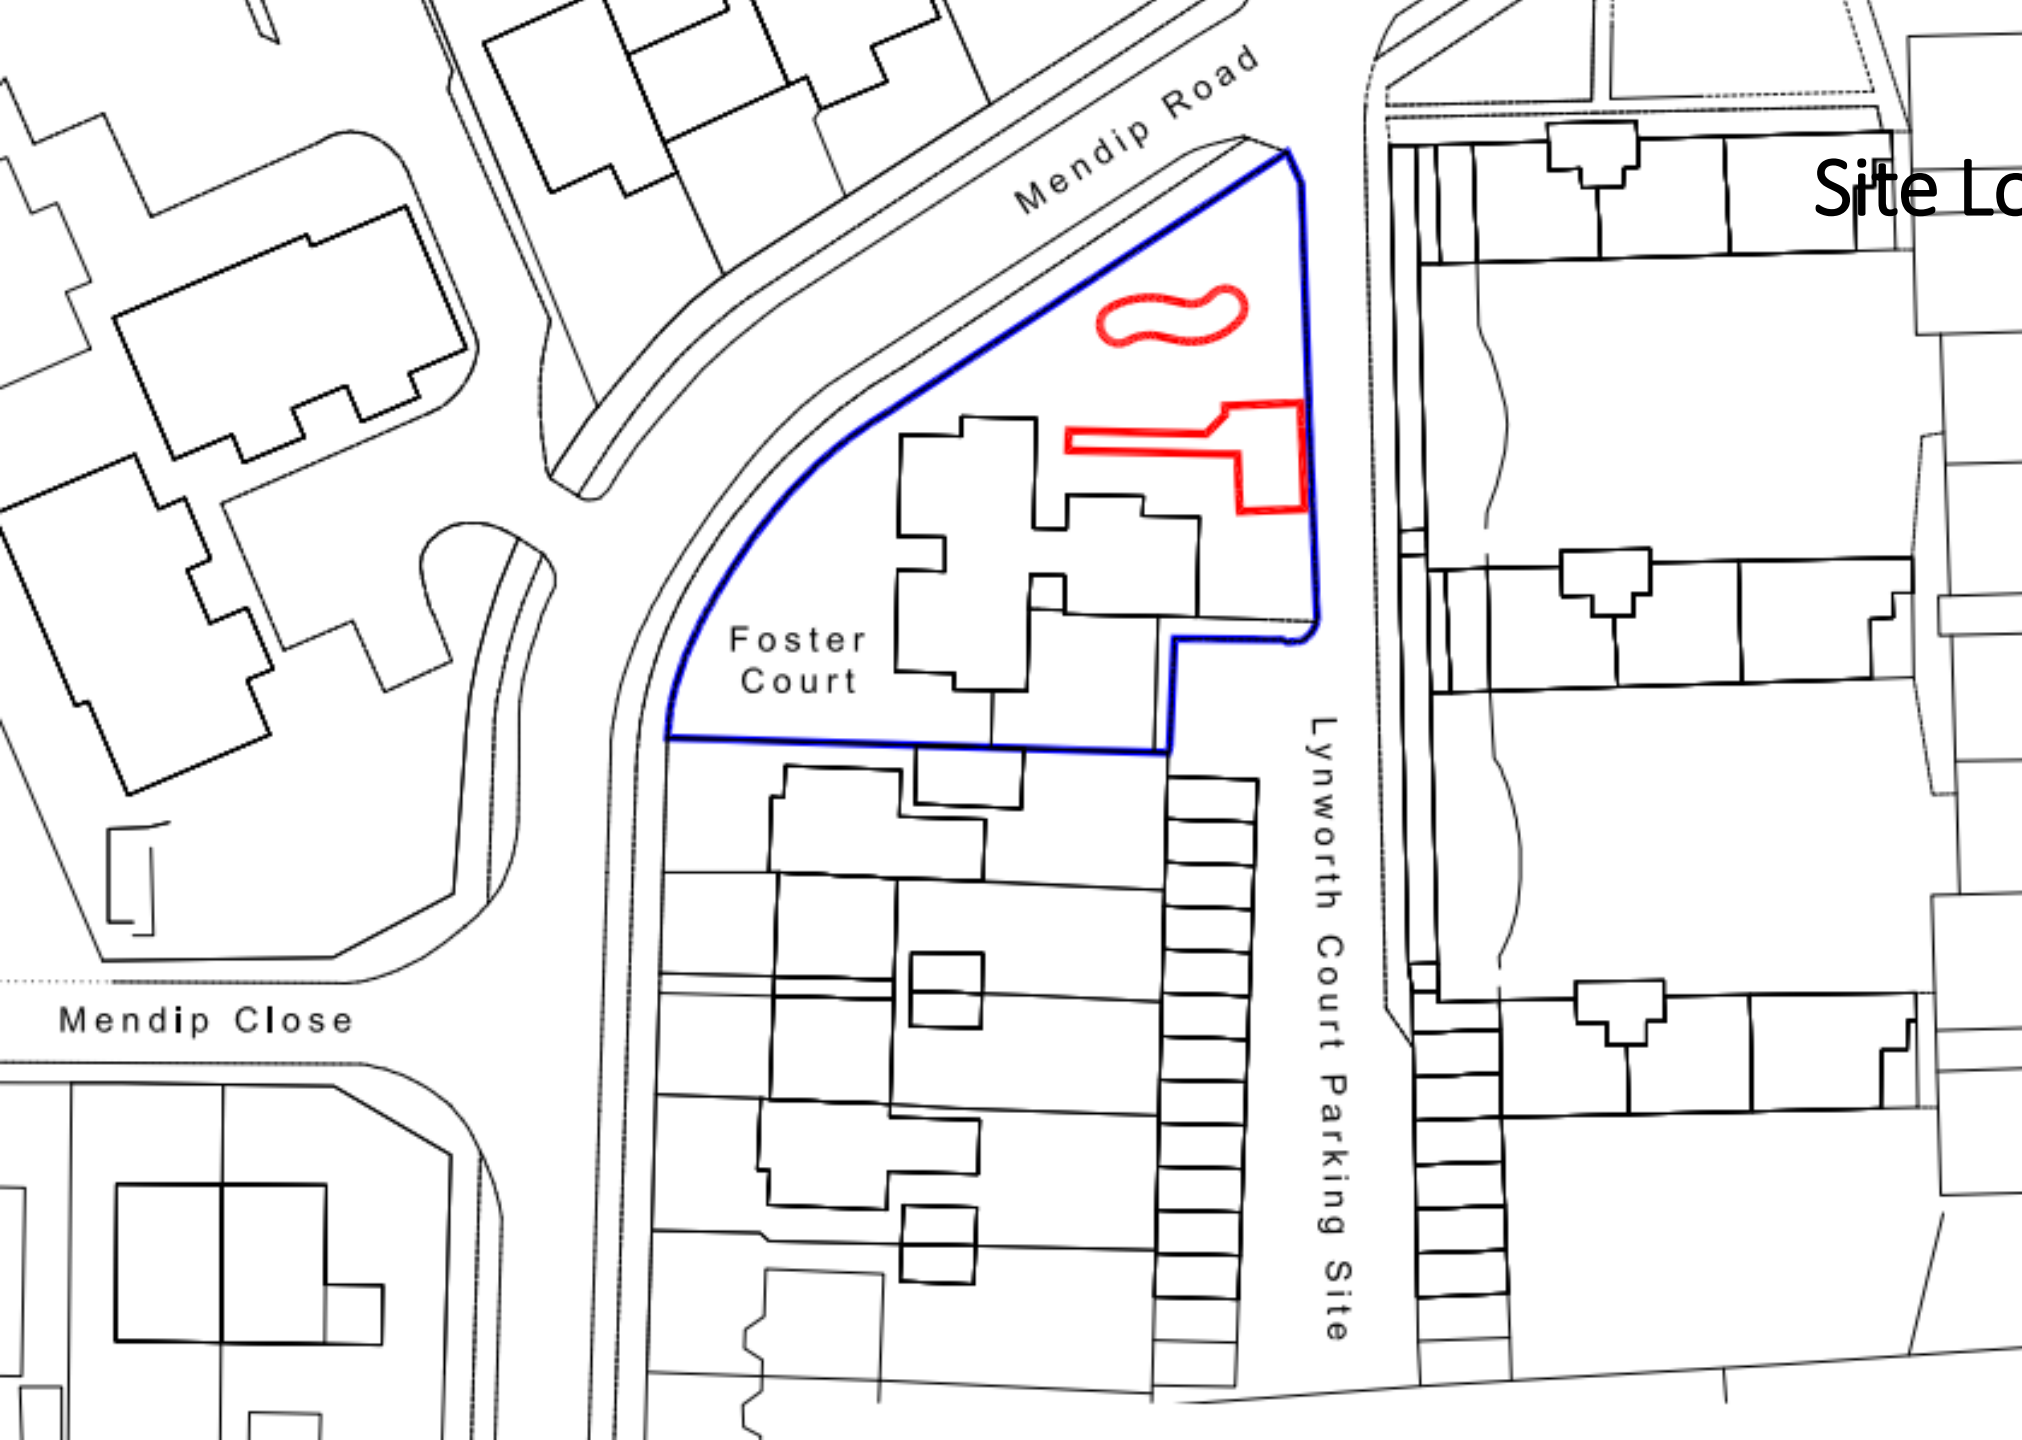 Mendip Road
Site Lo
Foster
Court
Lynworth Court Parking Site
Mendip Close